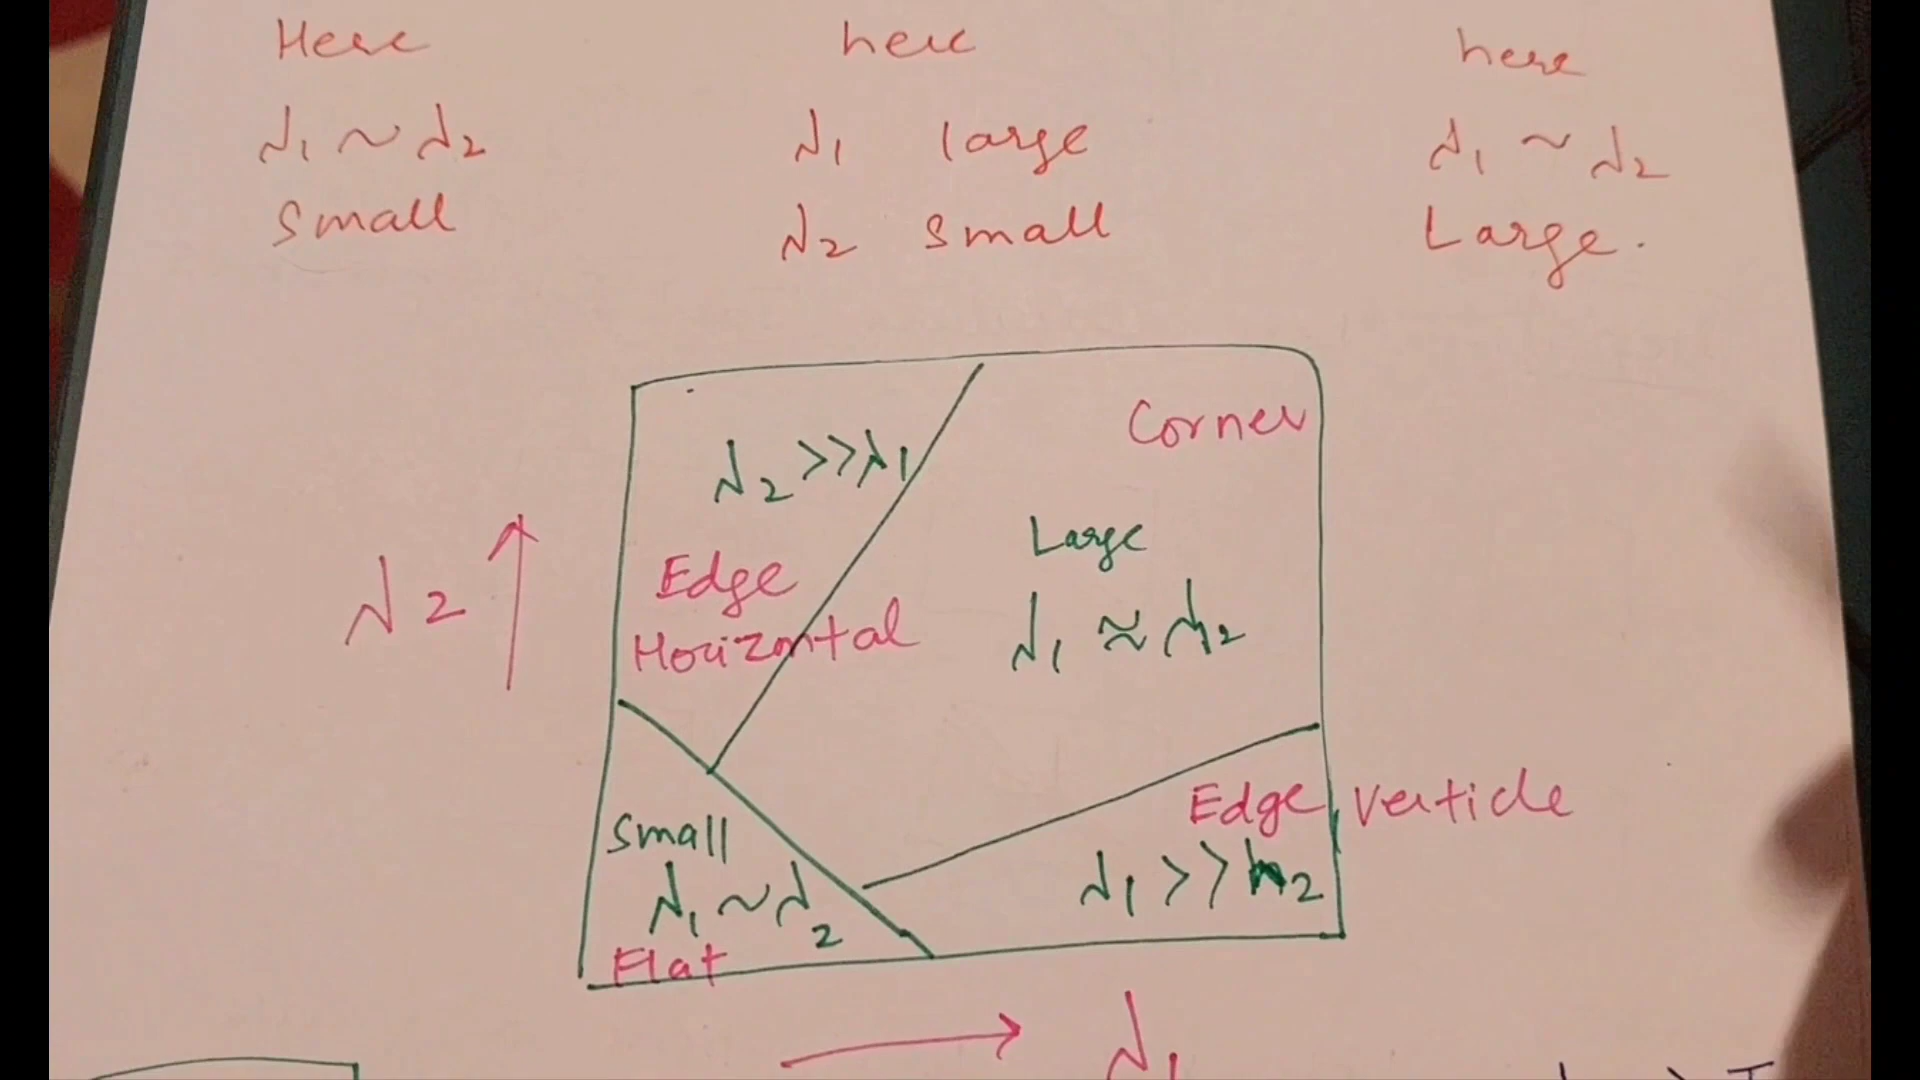 Here
λ1 ~ λ2
Small
here
λ1 large
λ2 small
here
λ1 ~ λ2
Large.
λ2 >> λ1
Edge
Horizontal
Corner
Large
λ1 ≈ λ2
λ2
Small
λ1 ~ λ2
Flat
Edge verticle
λ1 >> λ2
λ1